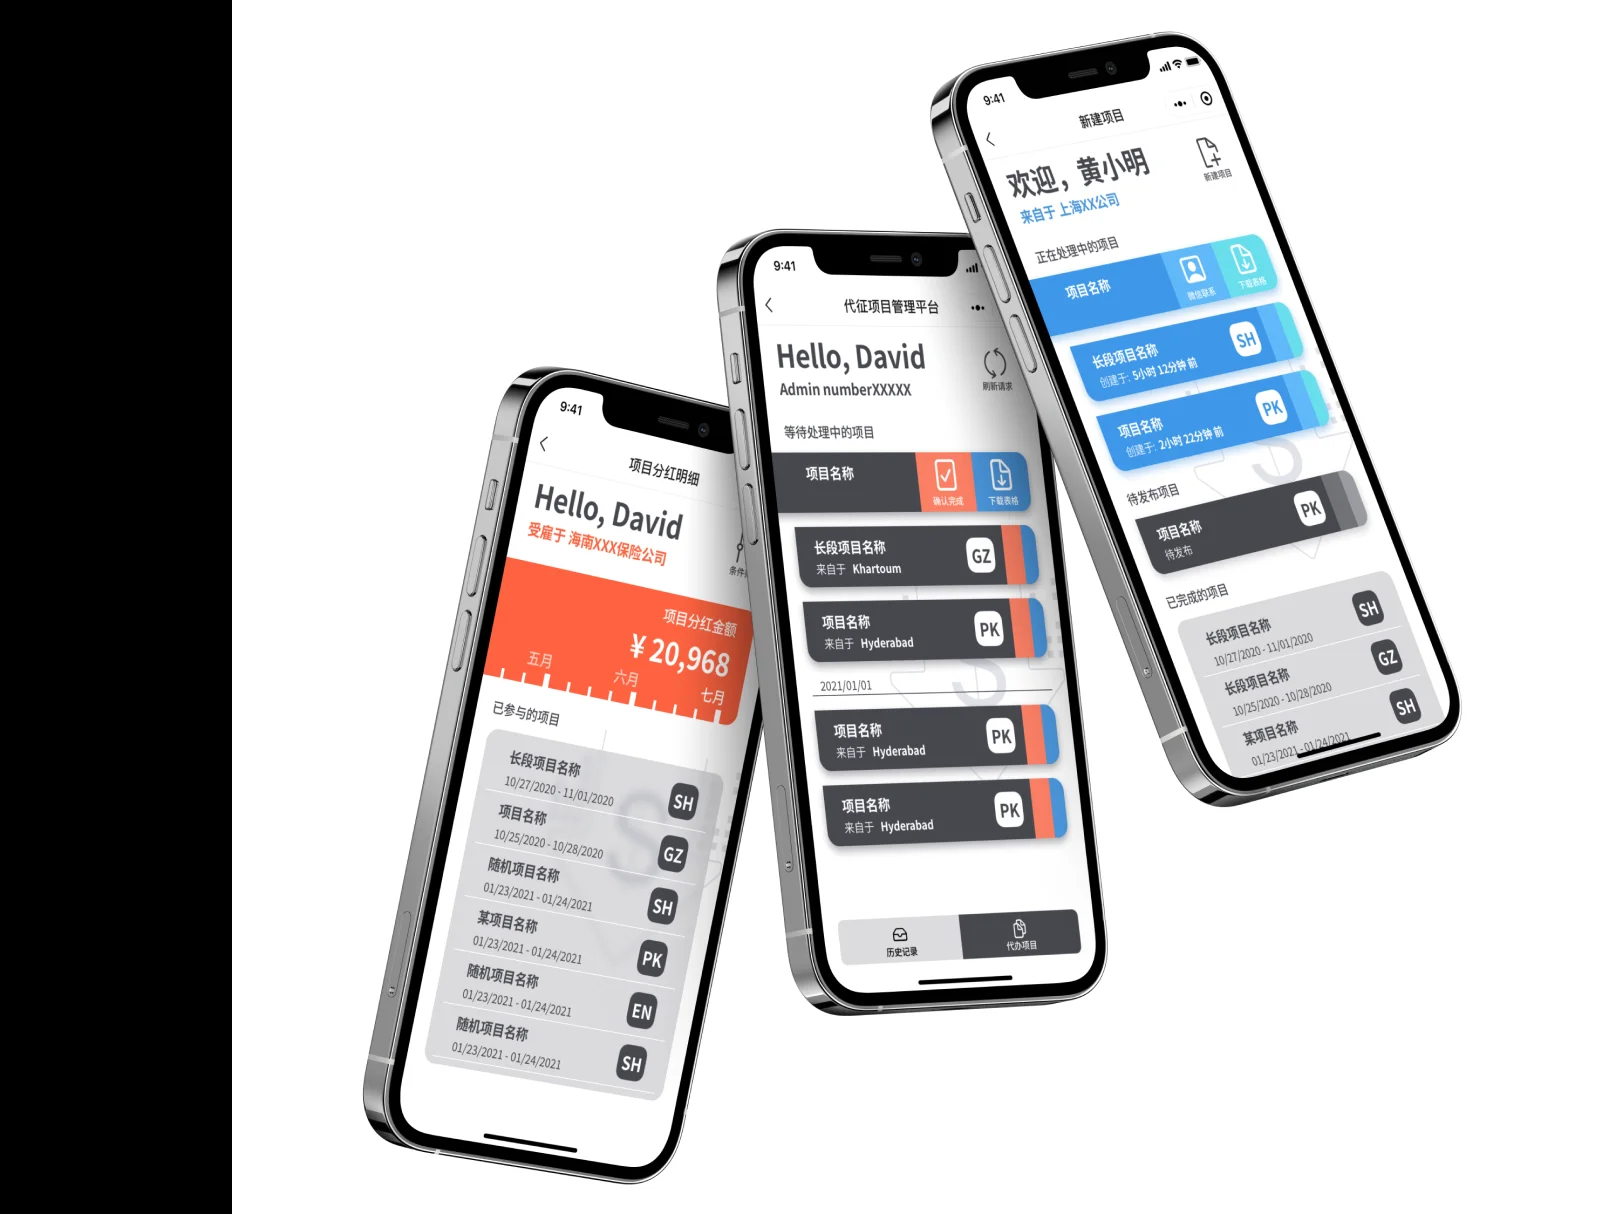 9:41
项目分红明细
Hello, David
受雇于 海南XXX保险公司
项目分红金额
¥ 20,968
五月
六月
七月
已参与的项目
长段项目名称
10/27/2020 - 11/01/2020
SH
项目名称
10/25/2020 - 10/28/2020
GZ
随机项目名称
01/23/2021 - 01/24/2021
SH
某项目名称
01/23/2021 - 01/24/2021
PK
随机项目名称
01/23/2021 - 01/24/2021
EN
随机项目名称
01/23/2021 - 01/24/2021
SH
9:41
代征项目管理平台
Hello, David
Admin numberXXXXX
刷新请求
等待处理中的项目
项目名称
确认完成
下载表格
长段项目名称
来自于 Khartoum
GZ
项目名称
来自于 Hyderabad
PK
2021/01/01
项目名称
来自于 Hyderabad
PK
项目名称
来自于 Hyderabad
PK
历史记录
代办项目
9:41
新建项目
欢迎，黄小明
来自于 上海XX公司
新建项目
正在处理中的项目
项目名称
微信联系
下载表格
长段项目名称
创建于: 5小时 12分钟 前
SH
项目名称
创建于: 2小时 22分钟 前
PK
待发布项目
项目名称
待发布
PK
已完成的项目
长段项目名称
10/27/2020 - 11/01/2020
SH
长段项目名称
10/25/2020 - 10/28/2020
GZ
某项目名称
01/23/2021 - 01/24/2021
SH